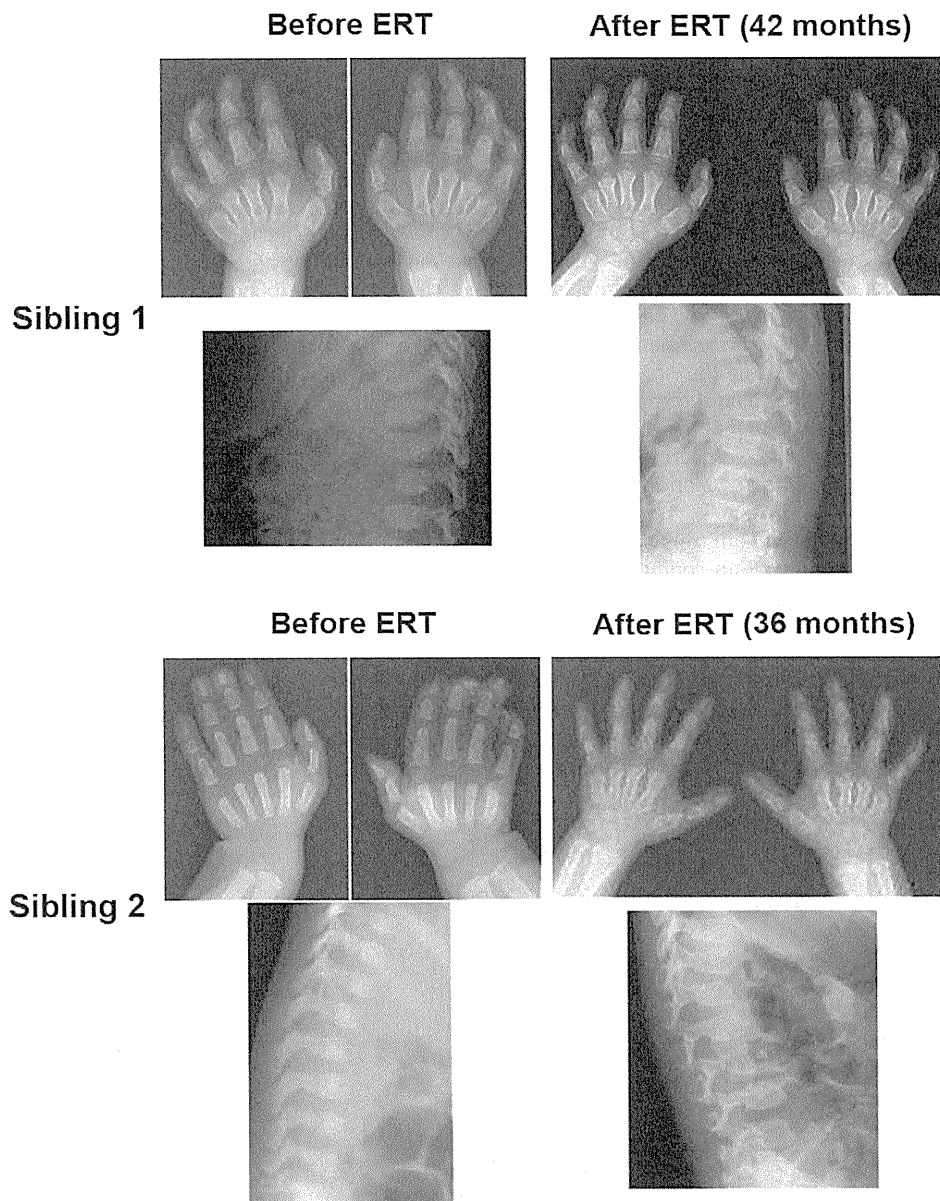 Before ERT
After ERT (42 months)
Sibling 1
Before ERT
After ERT (36 months)
Sibling 2